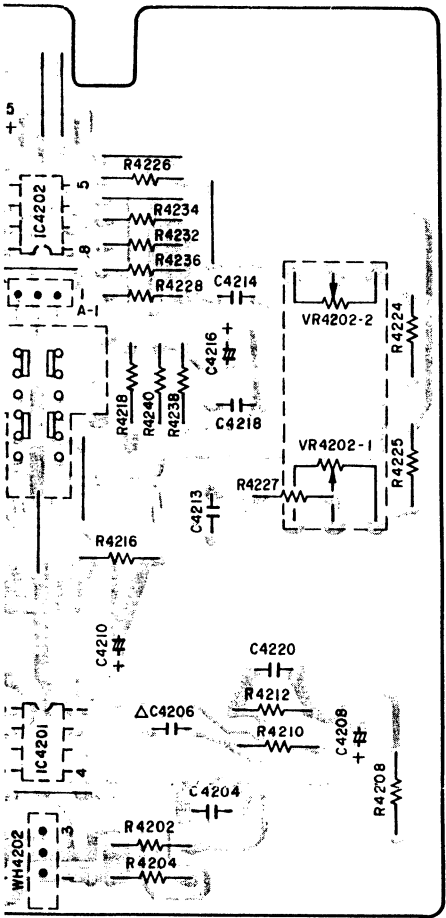 5
+
R4226
IC4202
5
8
R4234
R4232
R4236
R4228
C4214
A-1
VR4202-2
R4224
C4216
+
R4218
R4240
R4238
C4218
VR4202-1
R4225
R4227
C4213
R4216
C4210
+
C4220
R4212
△C4206
R4210
C4208
+
IC4201
4
R4208
C4204
WH4202
3
R4202
R4204